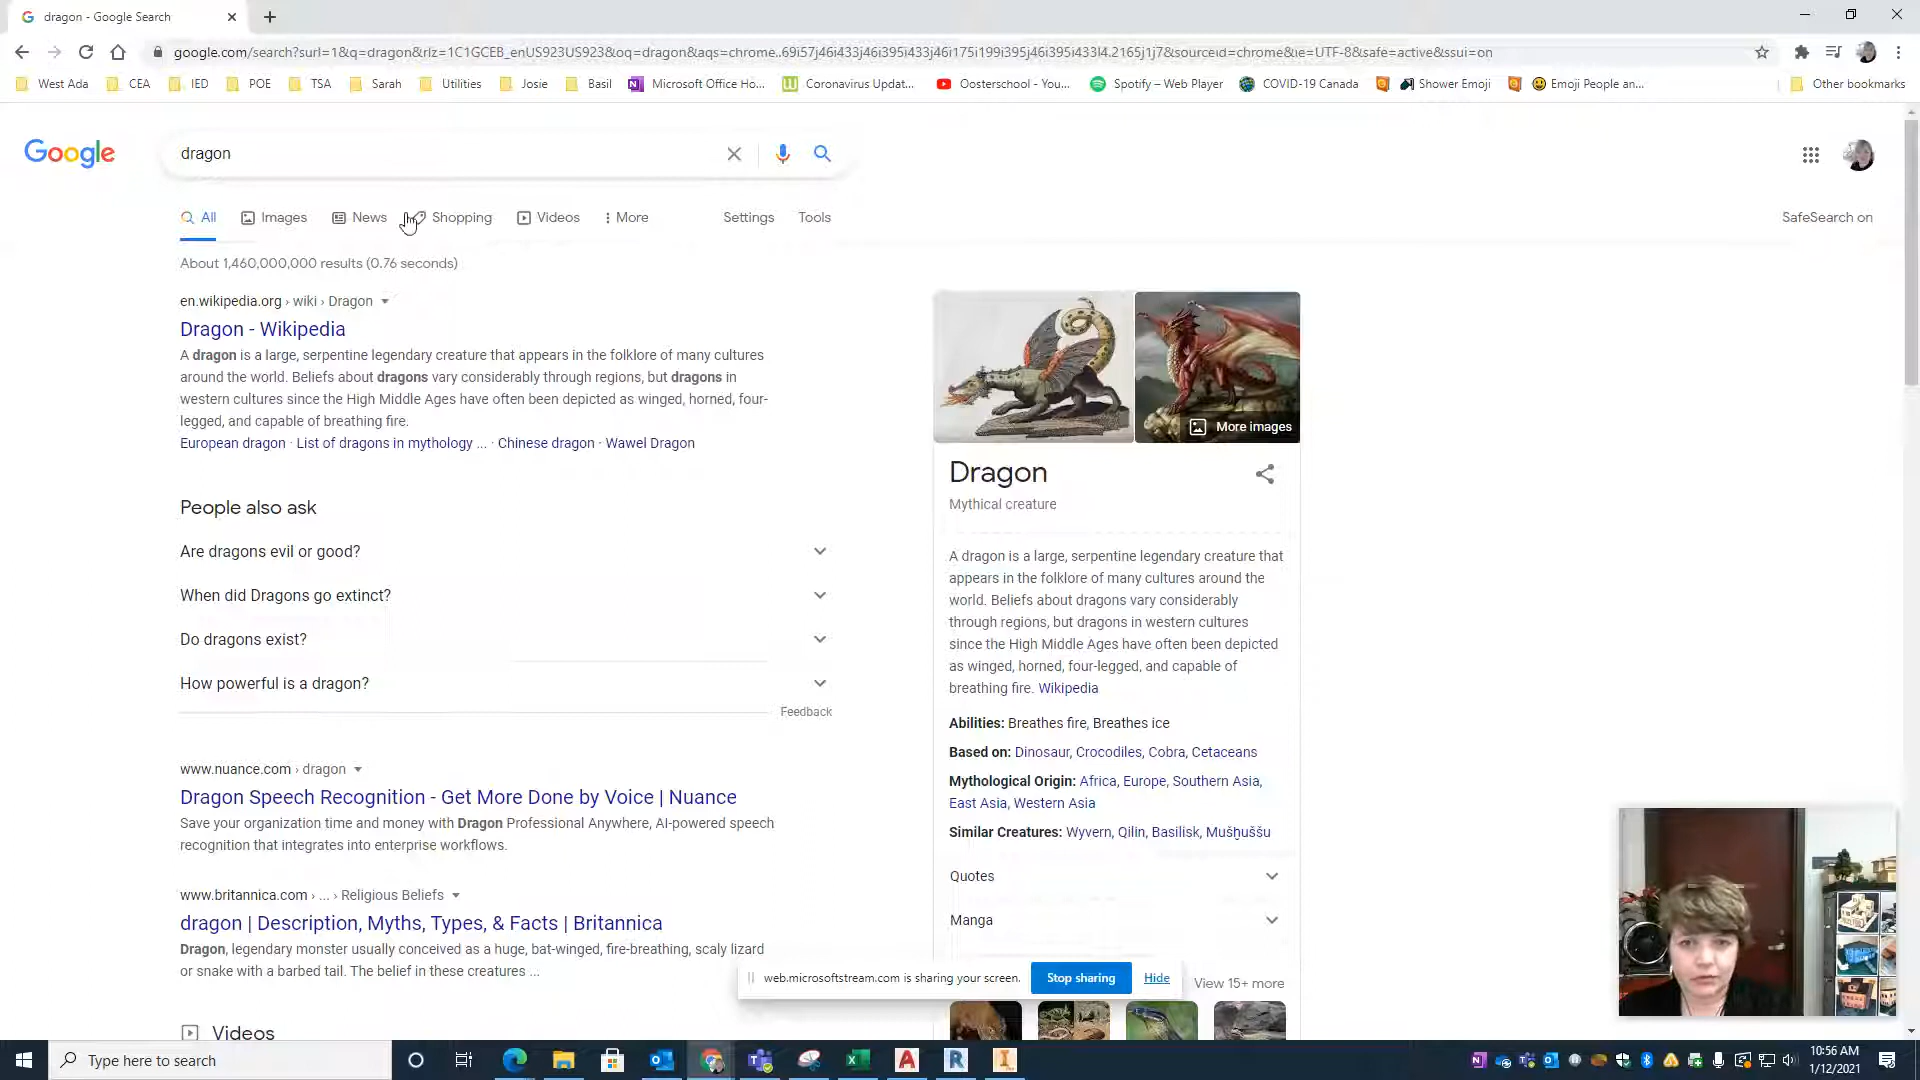 dragon - Google Search
google.com/search?surl=1&q=dragon&rlz=1C1GCEB_enUS923US923&oq=dragon&aqs=chrome..69i57j46i433j46i395i433j46i175i199i395j46i395i433l4.2165j1j7&sourceid=chrome&ie=UTF-8&safe=active&ssui=on
West Ada CEA IED POE TSA Sarah Utilities Josie Basil Microsoft Office Ho... Coronavirus Updat... Oosterschool - You... Spotify – Web Player COVID-19 Canada Shower Emoji Emoji People an... Other bookmarks
Google
dragon
All Images News Shopping Videos More Settings Tools SafeSearch on
About 1,460,000,000 results (0.76 seconds)
en.wikipedia.org › wiki › Dragon
Dragon - Wikipedia
A dragon is a large, serpentine legendary creature that appears in the folklore of many cultures
around the world. Beliefs about dragons vary considerably through regions, but dragons in
western cultures since the High Middle Ages have often been depicted as winged, horned, four-
legged, and capable of breathing fire.
European dragon · List of dragons in mythology ... · Chinese dragon · Wawel Dragon
People also ask
Are dragons evil or good?
When did Dragons go extinct?
Do dragons exist?
How powerful is a dragon?
Feedback
www.nuance.com › dragon
Dragon Speech Recognition - Get More Done by Voice | Nuance
Save your organization time and money with Dragon Professional Anywhere, AI-powered speech
recognition that integrates into enterprise workflows.
www.britannica.com › ... › Religious Beliefs
dragon | Description, Myths, Types, & Facts | Britannica
Dragon, legendary monster usually conceived as a huge, bat-winged, fire-breathing, scaly lizard
or snake with a barbed tail. The belief in these creatures ...
Videos
More images
Dragon
Mythical creature
A dragon is a large, serpentine legendary creature that
appears in the folklore of many cultures around the
world. Beliefs about dragons vary considerably
through regions, but dragons in western cultures
since the High Middle Ages have often been depicted
as winged, horned, four-legged, and capable of
breathing fire. Wikipedia
Abilities: Breathes fire, Breathes ice
Based on: Dinosaur, Crocodiles, Cobra, Cetaceans
Mythological Origin: Africa, Europe, Southern Asia,
East Asia, Western Asia
Similar Creatures: Wyvern, Qilin, Basilisk, Mušḫuššu
Quotes
Manga
View 15+ more
web.microsoftstream.com is sharing your screen. Stop sharing Hide
Type here to search
10:56 AM
1/12/2021